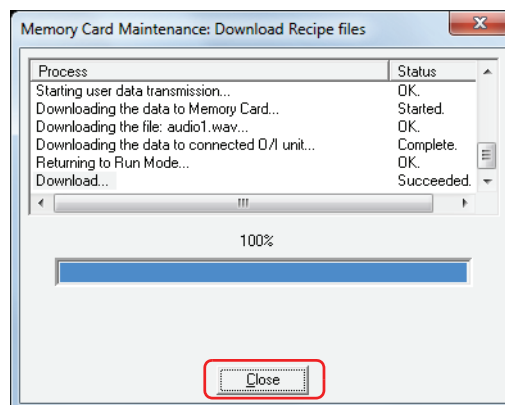 Memory Card Maintenance: Download Recipe files
Process Status
Starting user data transmission... OK.
Downloading the data to Memory Card... Started.
Downloading the file: audio1.wav... OK.
Downloading the data to connected O/I unit... Complete.
Returning to Run Mode... OK.
Download... Succeeded.
100%
Close